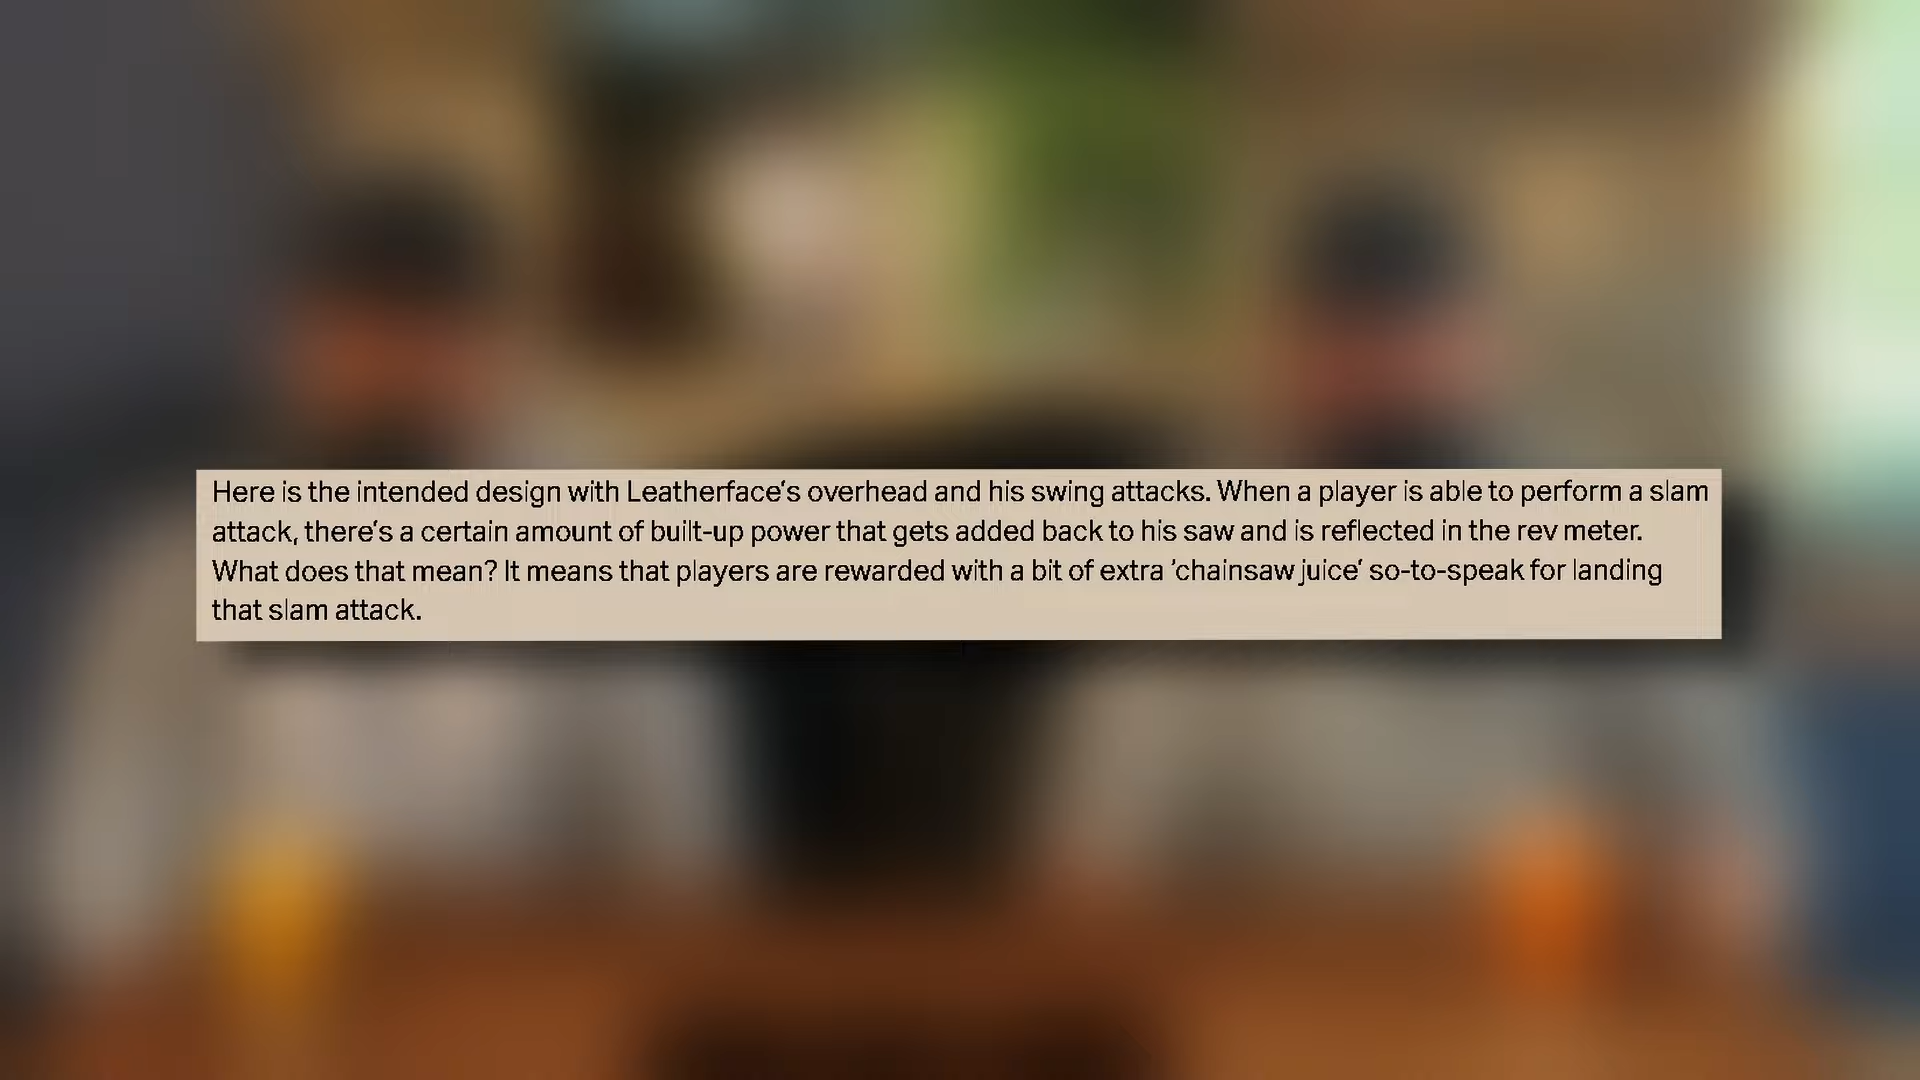 Here is the intended design with Leatherface's overhead and his swing attacks. When a player is able to perform a slam
attack, there's a certain amount of built-up power that gets added back to his saw and is reflected in the rev meter.
What does that mean? It means that players are rewarded with a bit of extra 'chainsaw juice' so-to-speak for landing
that slam attack.